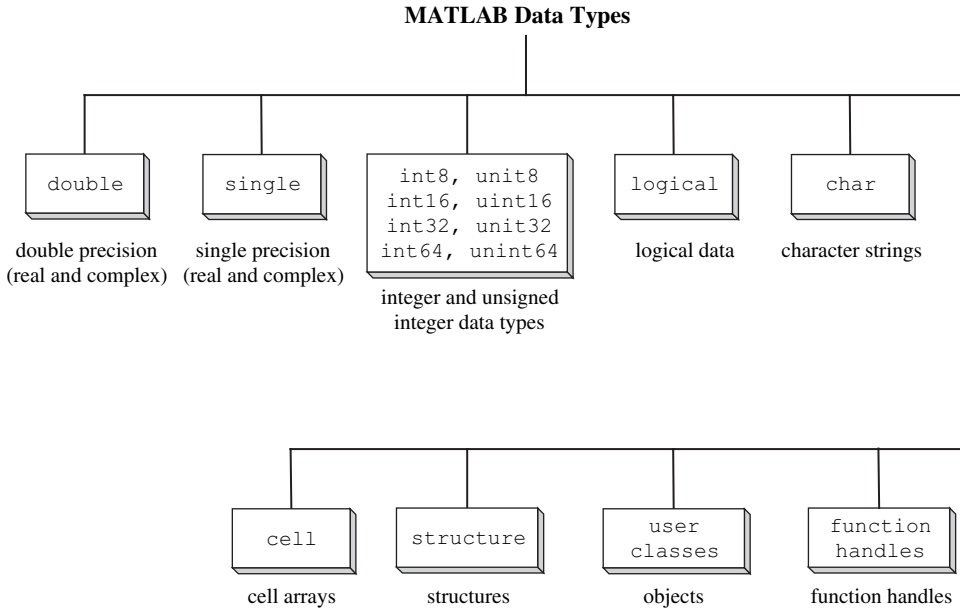 MATLAB Data Types
double
single
int8, unit8
int16, uint16
int32, unit32
int64, unint64
logical
char
double precision
(real and complex)
single precision
(real and complex)
integer and unsigned
integer data types
logical data
character strings
cell
structure
user
classes
function
handles
cell arrays
structures
objects
function handles